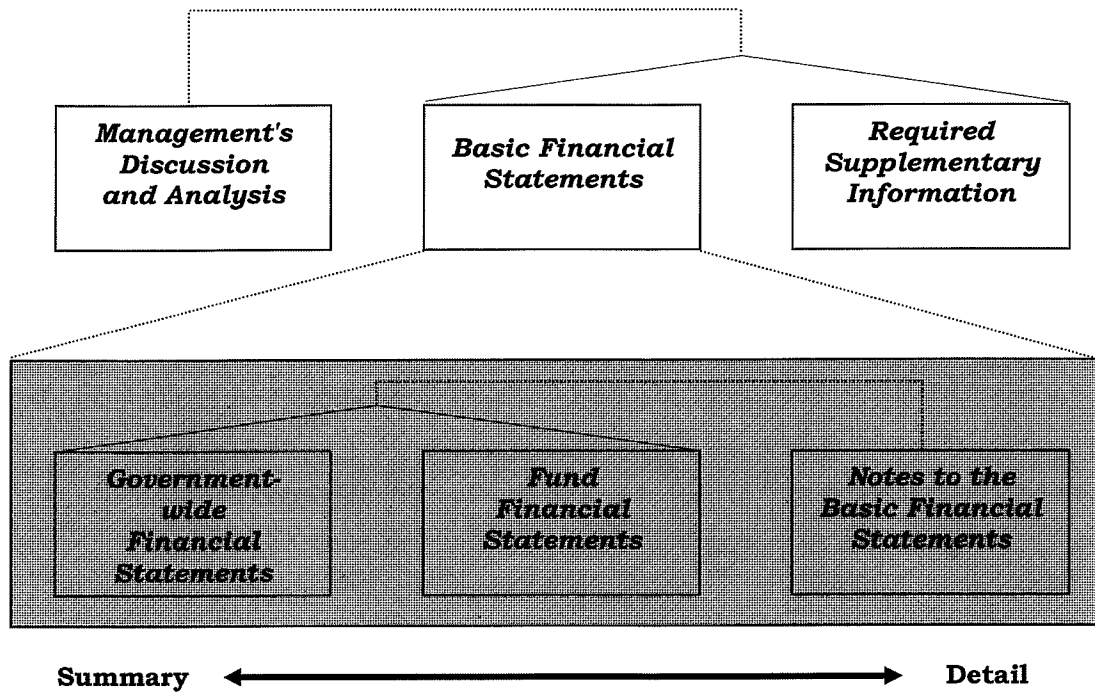 Management's
Discussion
and Analysis
Basic Financial
Statements
Required
Supplementary
Information
Government-
wide
Financial
Statements
Fund
Financial
Statements
Notes to the
Basic Financial
Statements
Summary
Detail